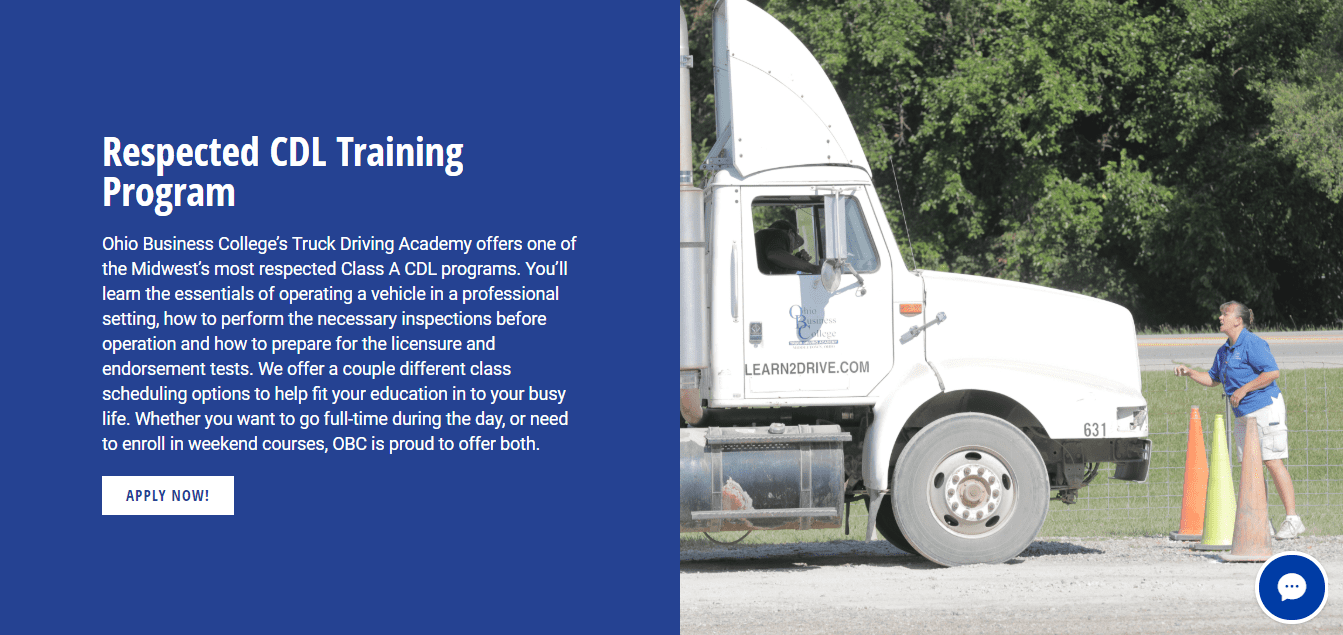 Respected CDL Training
Program
Ohio Business College’s Truck Driving Academy offers one of
the Midwest’s most respected Class A CDL programs. You’ll
learn the essentials of operating a vehicle in a professional
setting, how to perform the necessary inspections before
operation and how to prepare for the licensure and
endorsement tests. We offer a couple different class
scheduling options to help fit your education in to your busy
life. Whether you want to go full-time during the day, or need
to enroll in weekend courses, OBC is proud to offer both.
APPLY NOW!
Ohio
Business
College
LEARN2DRIVE.COM
631